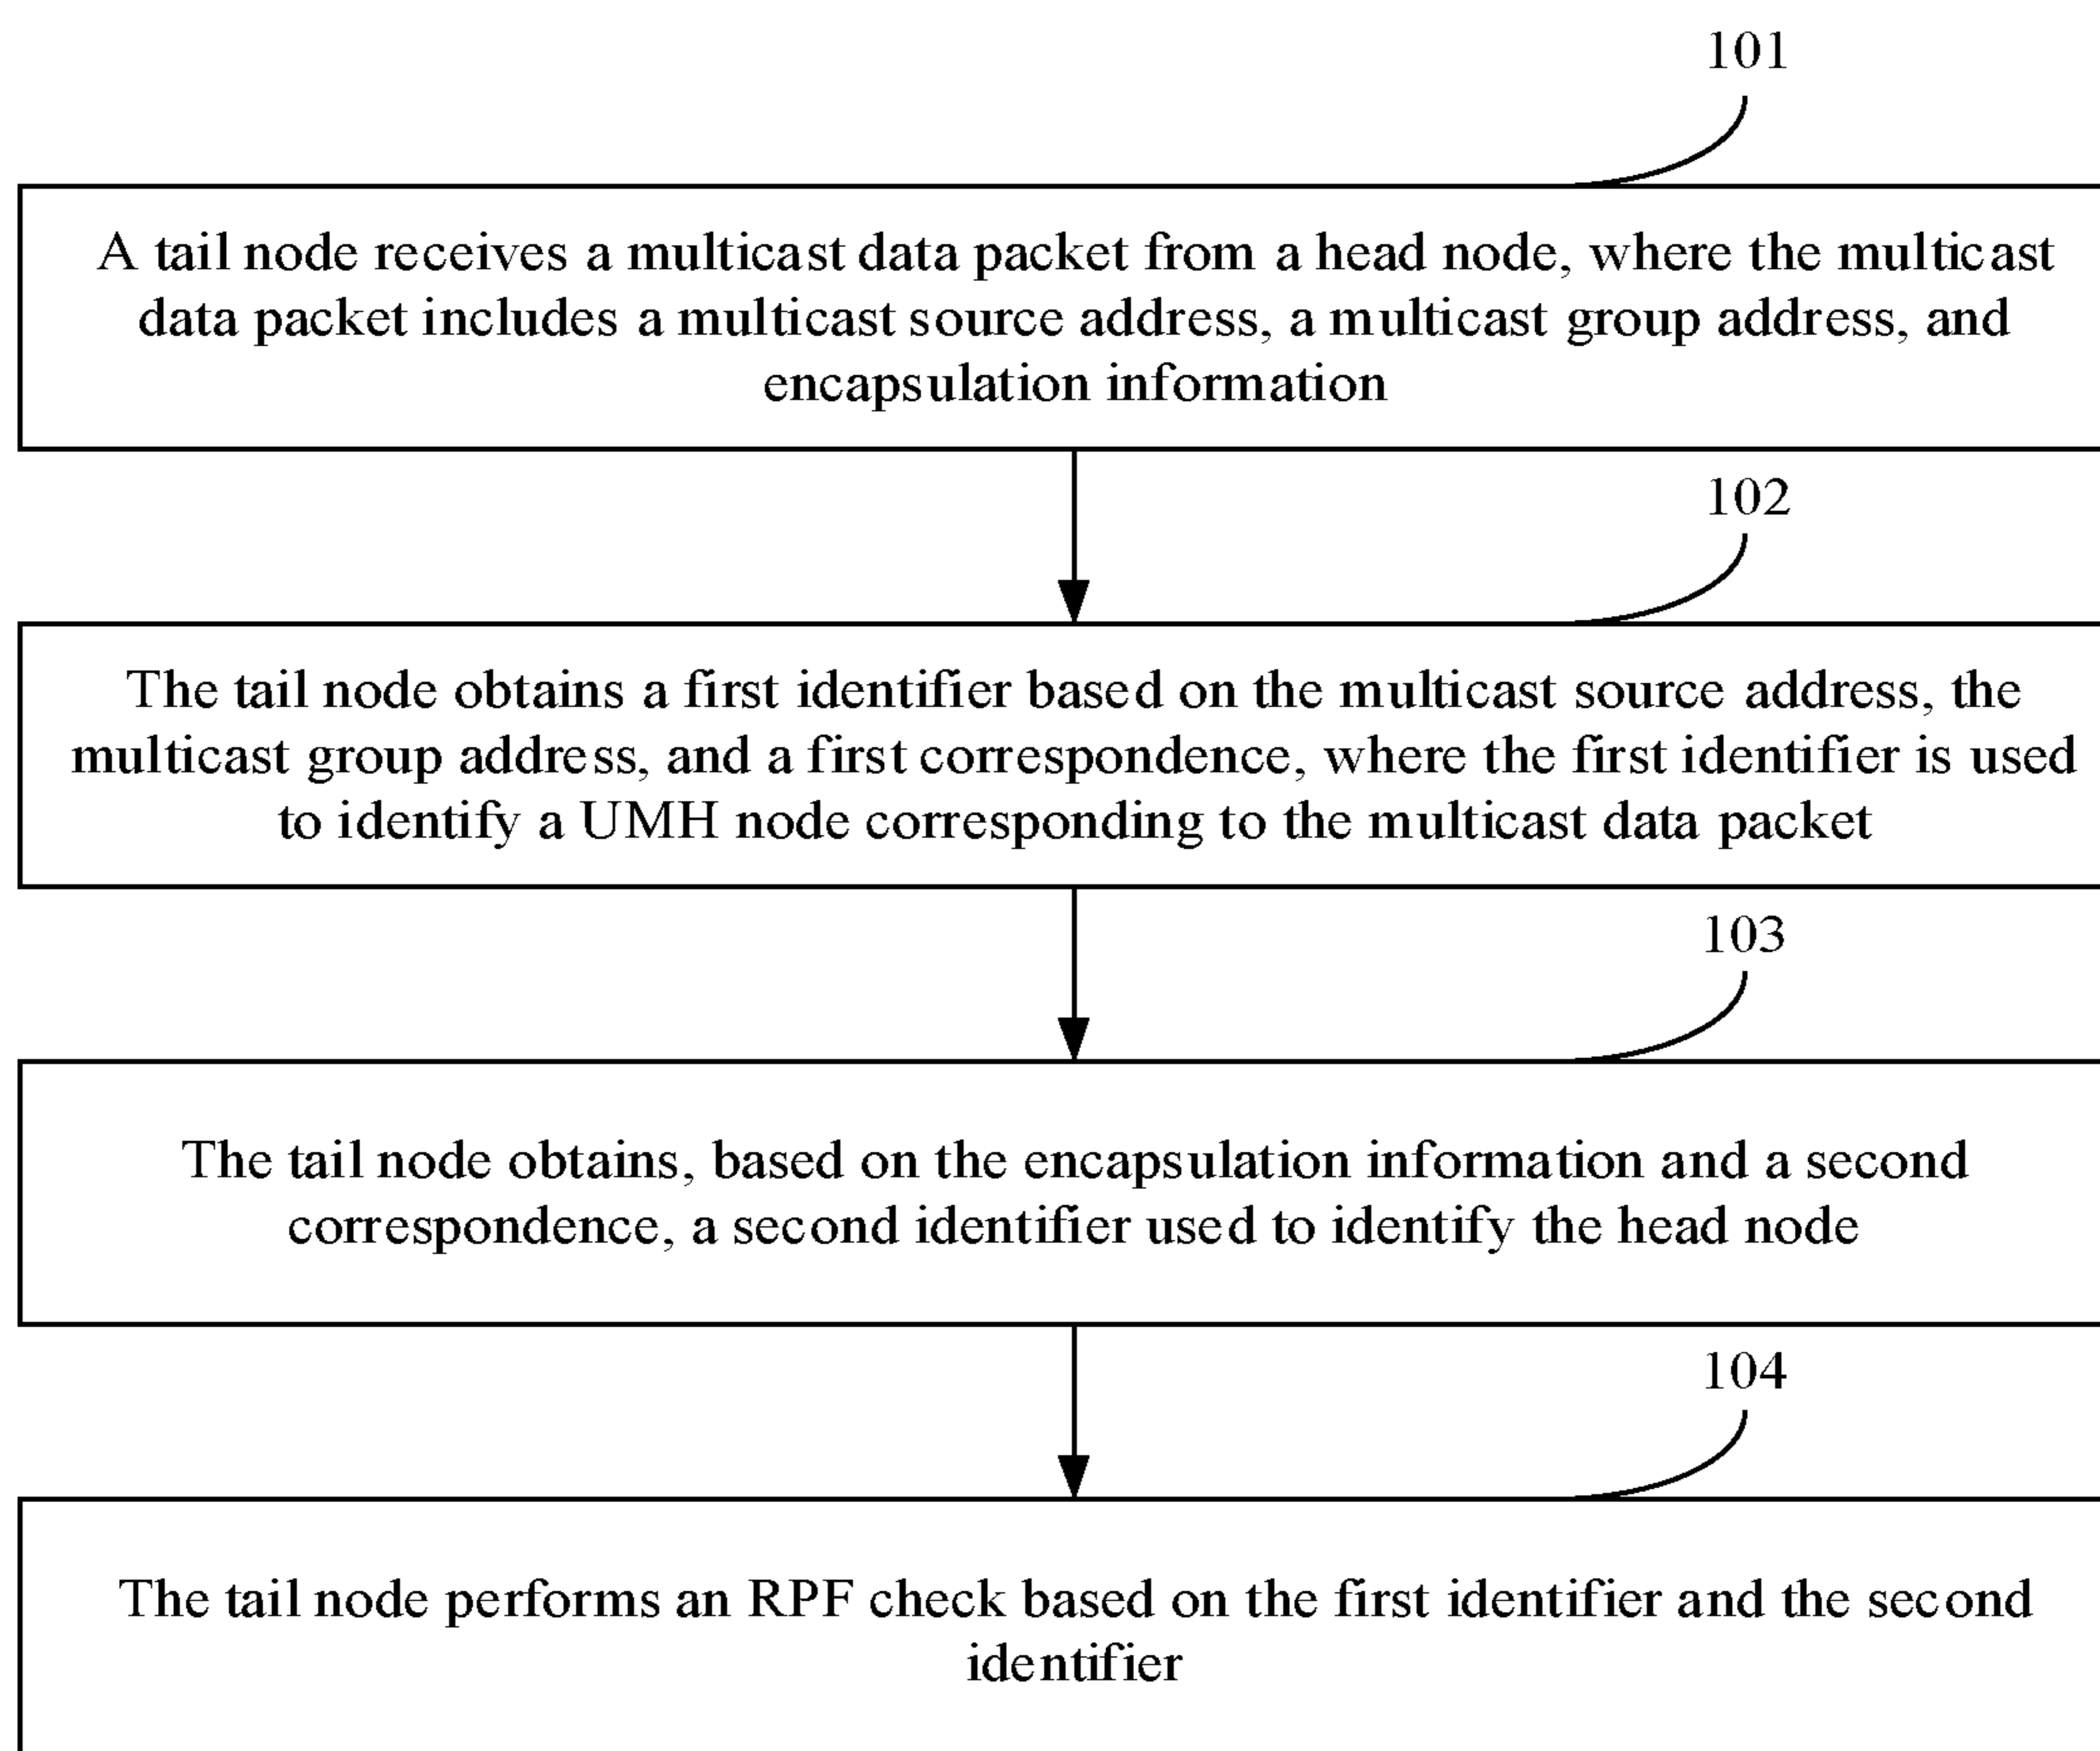 101
A tail node receives a multicast data packet from a head node, where the multicast
data packet includes a multicast source address, a multicast group address, and
encapsulation information
102
The tail node obtains a first identifier based on the multicast source address, the
multicast group address, and a first correspondence, where the first identifier is used
to identify a UMH node corresponding to the multicast data packet
103
The tail node obtains, based on the encapsulation information and a second
correspondence, a second identifier used to identify the head node
104
The tail node performs an RPF check based on the first identifier and the second
identifier